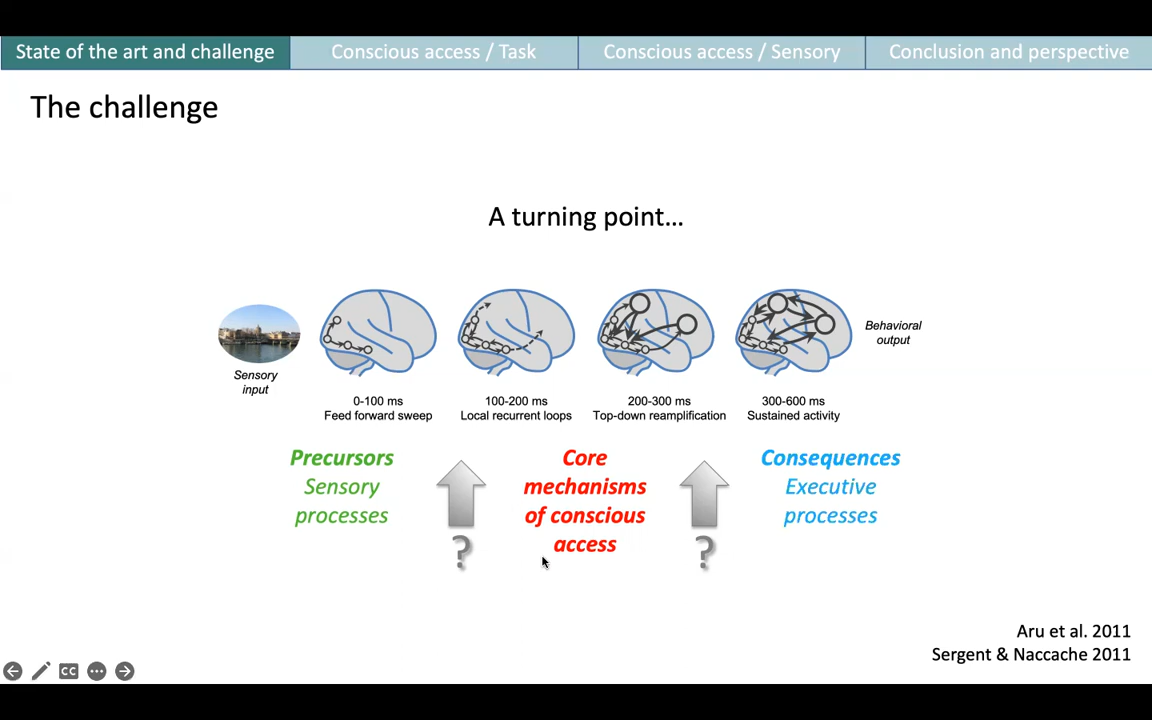 State of the art and challenge
Conscious access / Task
Conscious access / Sensory
Conclusion and perspective
The challenge
A turning point…
Sensory
input
Behavioral
output
0-100 ms
Feed forward sweep
100-200 ms
Local recurrent loops
200-300 ms
Top-down reamplification
300-600 ms
Sustained activity
Precursors
Sensory
processes
?
Core
mechanisms
of conscious
access
?
Consequences
Executive
processes
Aru et al. 2011
Sergent & Naccache 2011
CC